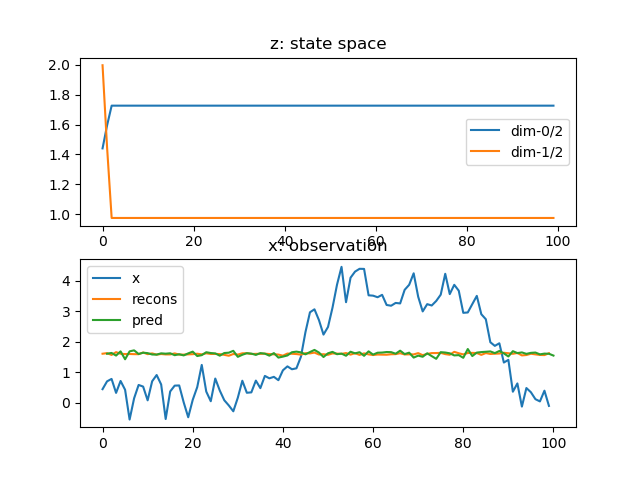 z: state space
2.0
1.8
1.6
1.4
1.2
1.0
dim-0/2
dim-1/2
0 20 40 60 80 100
x: observation
4
3
2
1
0
x
recons
pred
0 20 40 60 80 100